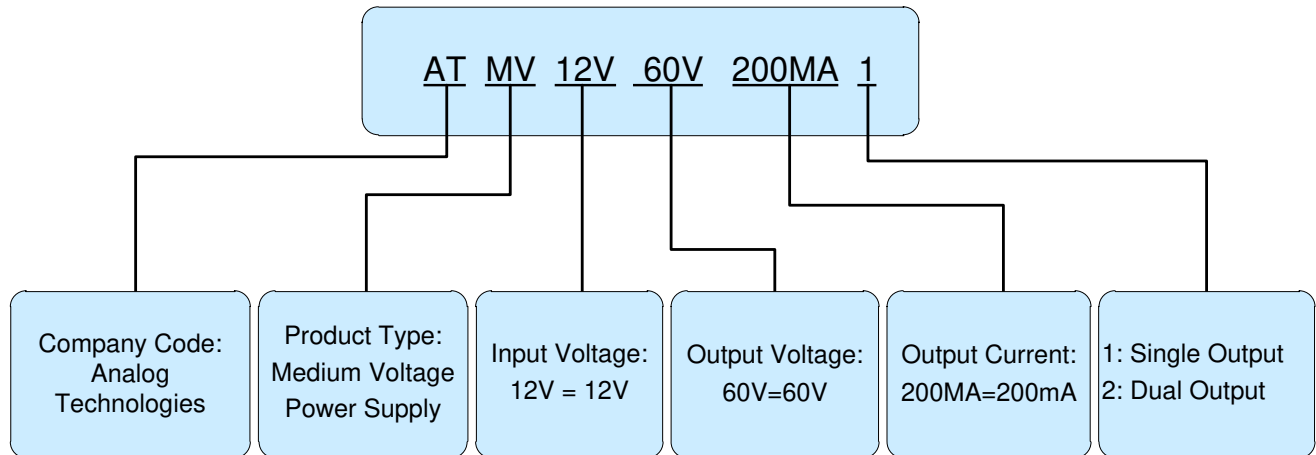 AT MV 12V 60V 200MA 1
Company Code:
Analog
Technologies
Product Type:
Medium Voltage
Power Supply
Input Voltage:
12V = 12V
Output Voltage:
60V=60V
Output Current:
200MA=200mA
1: Single Output
2: Dual Output